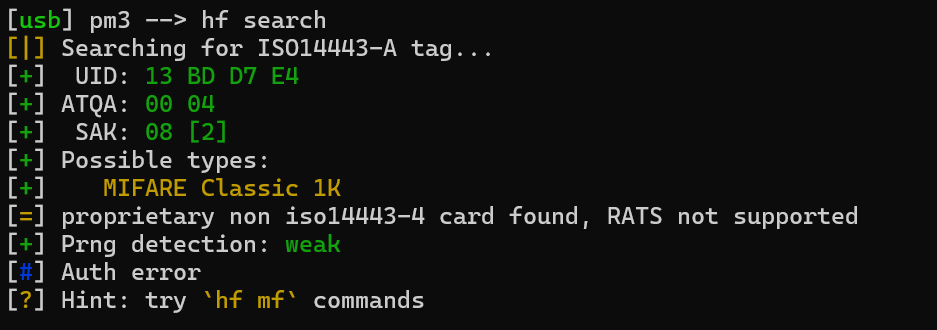 [usb] pm3 --> hf search
[|] Searching for ISO14443-A tag...
[+]  UID: 13 BD D7 E4
[+] ATQA: 00 04
[+]  SAK: 08 [2]
[+] Possible types:
[+]    MIFARE Classic 1K
[=] proprietary non iso14443-4 card found, RATS not supported
[+] Prng detection: weak
[#] Auth error
[?] Hint: try `hf mf` commands